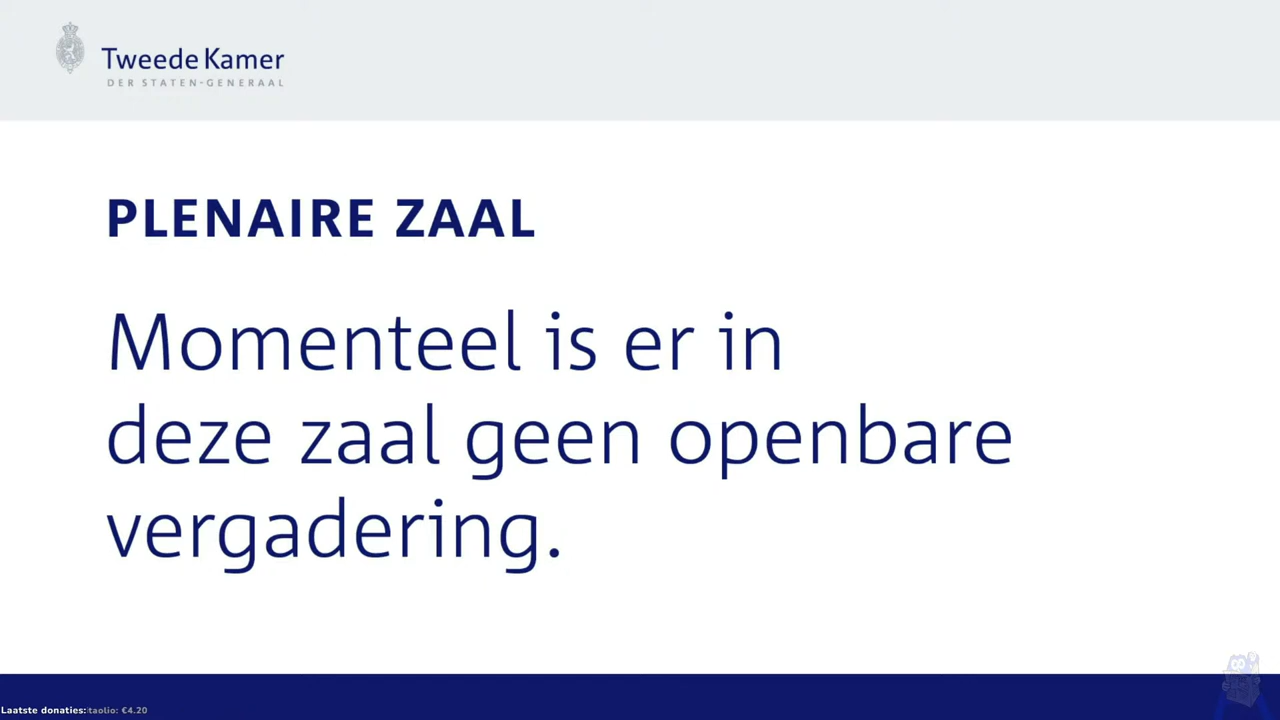 Tweede Kamer
DER STATEN-GENERAAL
PLENAIRE ZAAL
Momenteel is er in
deze zaal geen openbare
vergadering.
Laatste donaties: taolio: €4.20